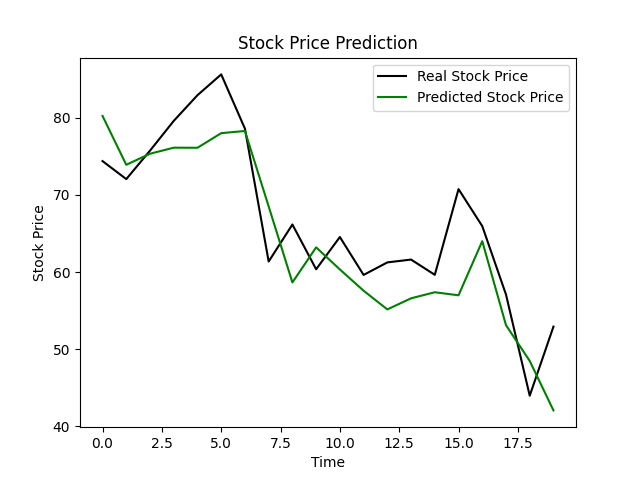 Stock Price Prediction
Real Stock Price
Predicted Stock Price
Stock Price
80
70
60
50
40
0.0 2.5 5.0 7.5 10.0 12.5 15.0 17.5
Time